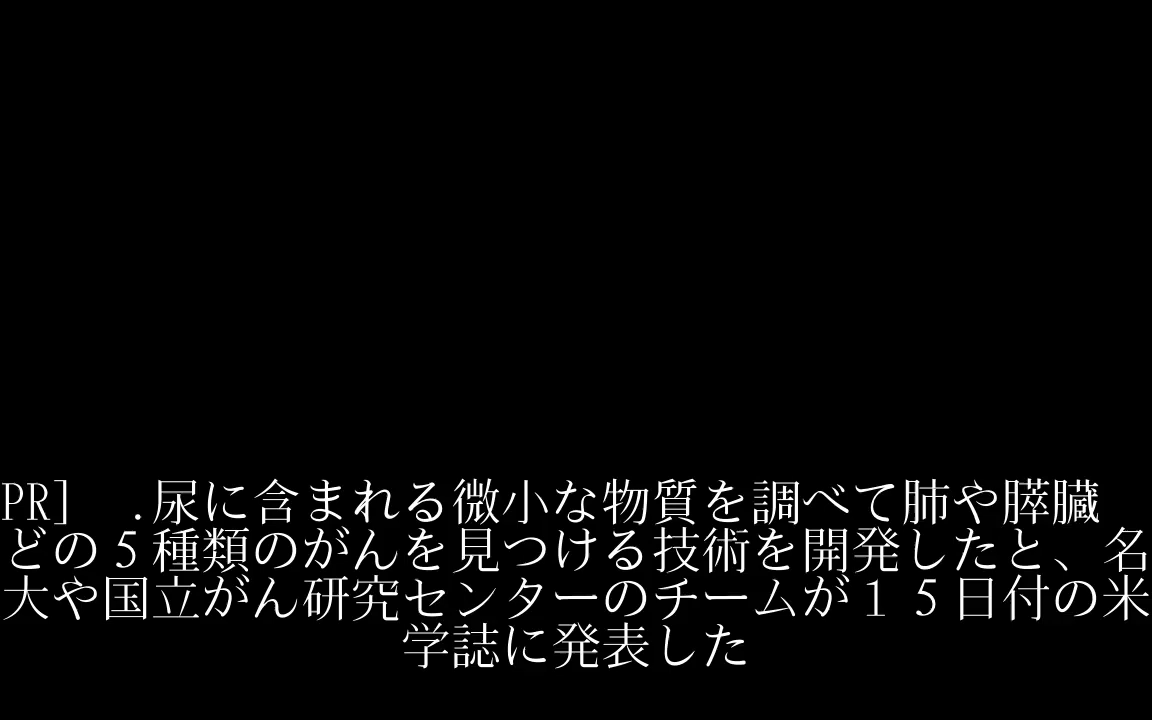 PR]　.尿に含まれる微小な物質を調べて肺や膵臓
どの５種類のがんを見つける技術を開発したと、名
大や国立がん研究センターのチームが１５日付の米
学誌に発表した